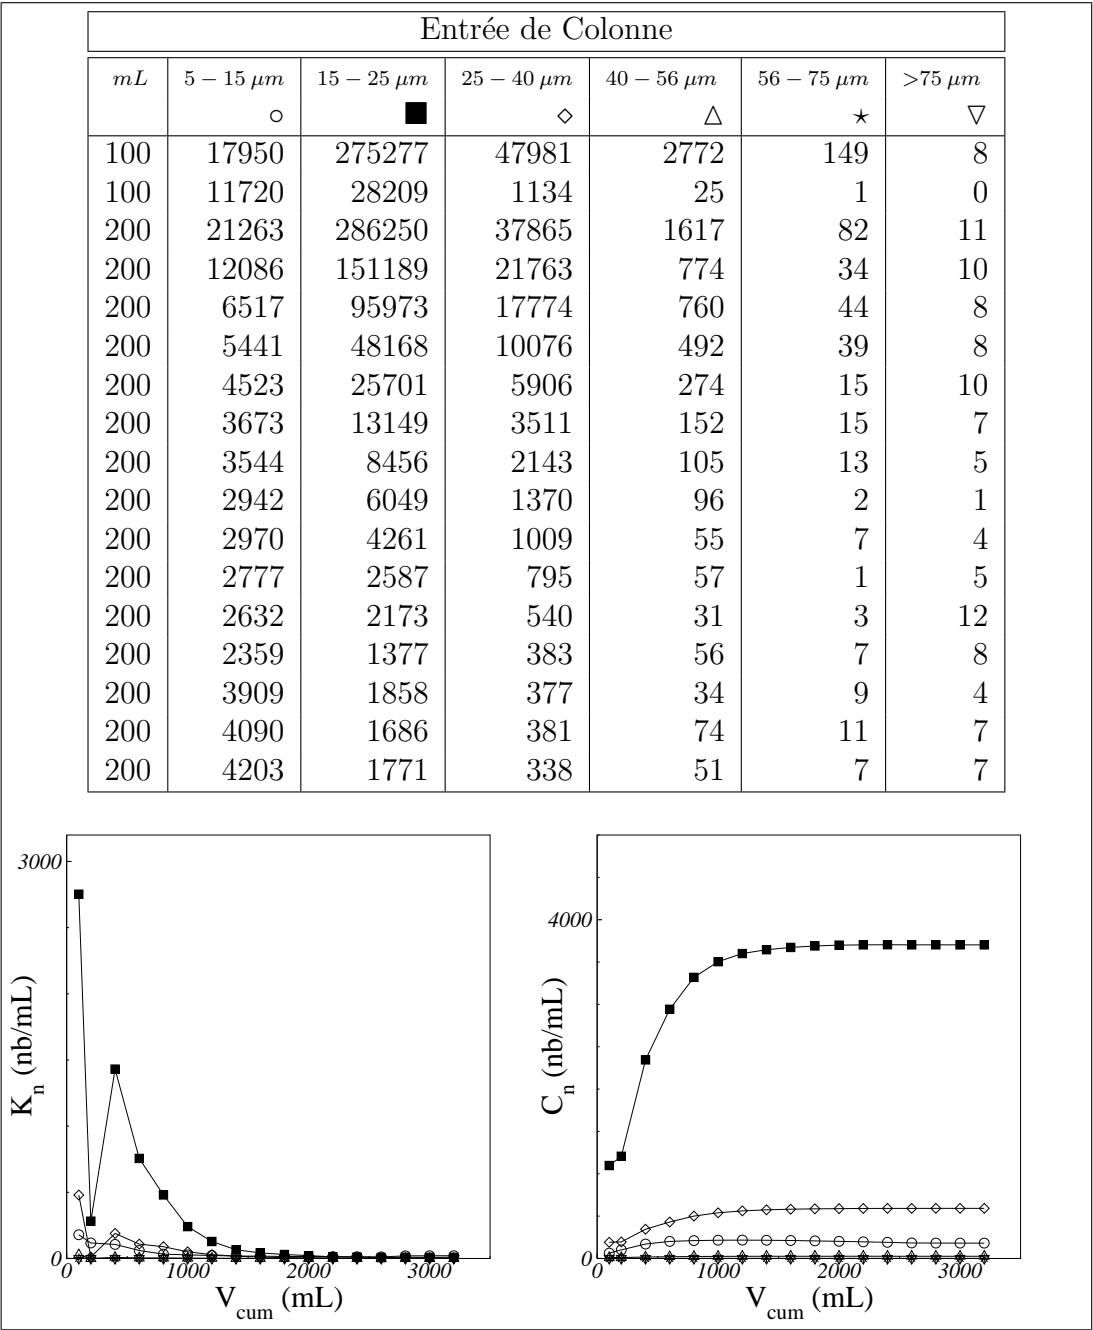 Entrée de Colonne
mL 5 – 15 μm 15 – 25 μm 25 – 40 μm 40 – 56 μm 56 – 75 μm >75 μm
○ ■ ◇ △ ⋆ ▽
100 17950 275277 47981 2772 149 8
100 11720 28209 1134 25 1 0
200 21263 286250 37865 1617 82 11
200 12086 151189 21763 774 34 10
200 6517 95973 17774 760 44 8
200 5441 48168 10076 492 39 8
200 4523 25701 5906 274 15 10
200 3673 13149 3511 152 15 7
200 3544 8456 2143 105 13 5
200 2942 6049 1370 96 2 1
200 2970 4261 1009 55 7 4
200 2777 2587 795 57 1 5
200 2632 2173 540 31 3 12
200 2359 1377 383 56 7 8
200 3909 1858 377 34 9 4
200 4090 1686 381 74 11 7
200 4203 1771 338 51 7 7
3000
K_n (nb/mL)
0 1000 2000 3000
0
V_cum (mL)
4000
C_n (nb/mL)
0 1000 2000 3000
0
V_cum (mL)